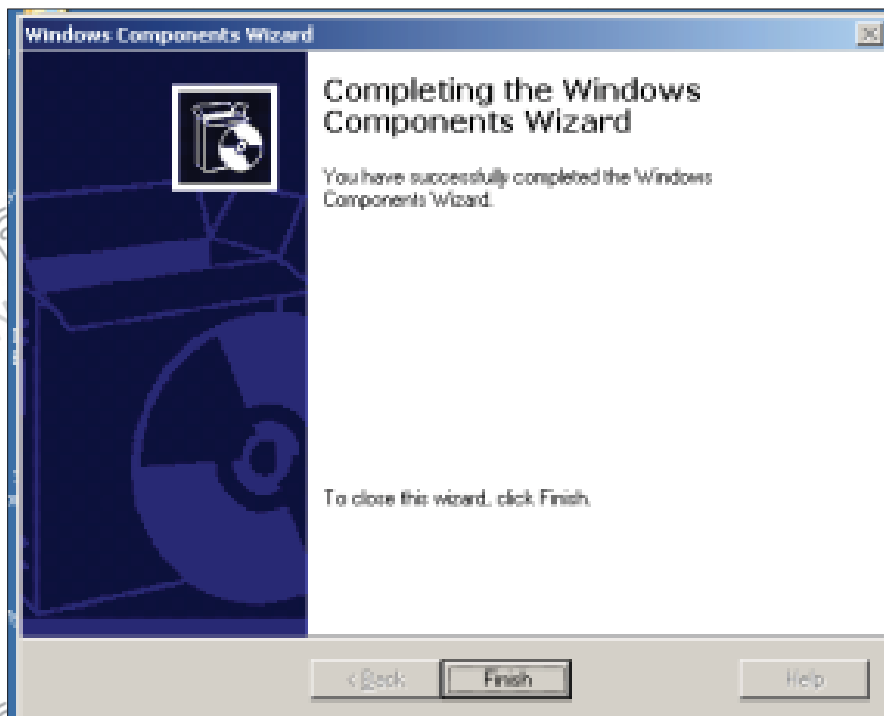 Windows Components Wizard
Completing the Windows
Components Wizard
You have successfully completed the Windows
Components Wizard.
To close this wizard, click Finish.
< Back
Finish
Help